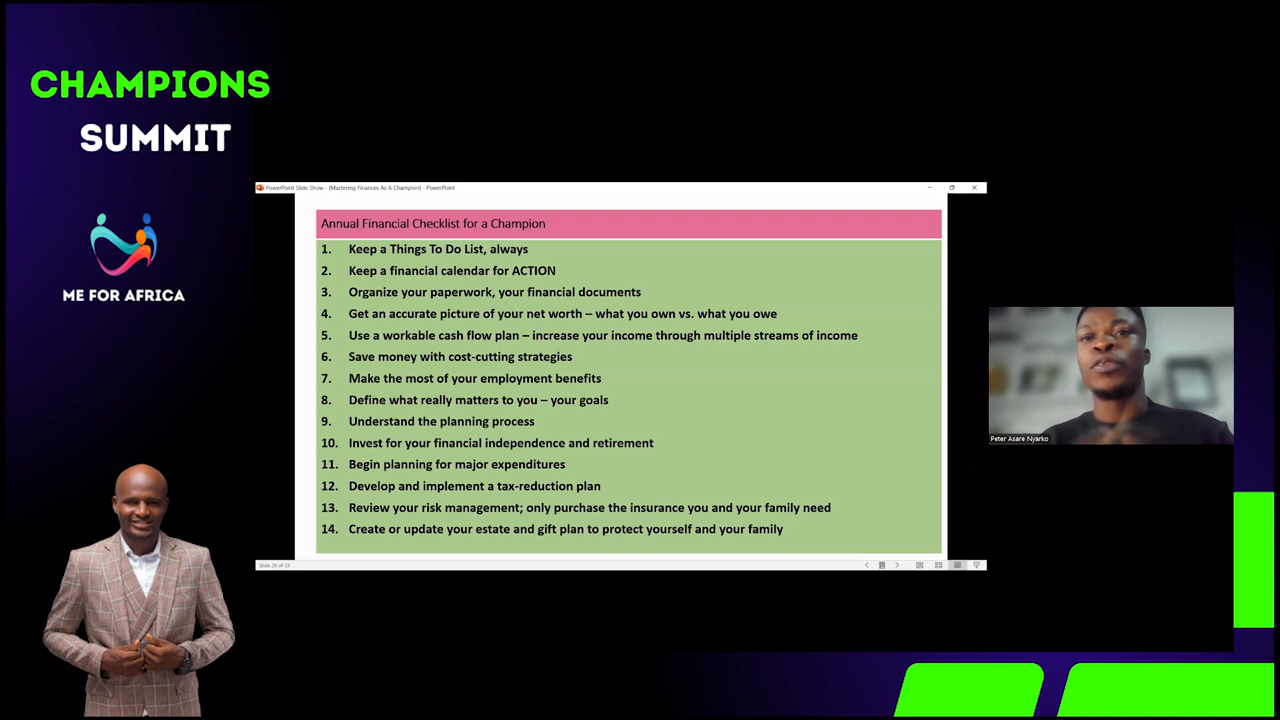 CHAMPIONS
SUMMIT
ME FOR AFRICA
PowerPoint Slide Show - [Mastering Finances As A Champion] - PowerPoint
Annual Financial Checklist for a Champion
1. Keep a Things To Do List, always
2. Keep a financial calendar for ACTION
3. Organize your paperwork, your financial documents
4. Get an accurate picture of your net worth – what you own vs. what you owe
5. Use a workable cash flow plan – increase your income through multiple streams of income
6. Save money with cost-cutting strategies
7. Make the most of your employment benefits
8. Define what really matters to you – your goals
9. Understand the planning process
10. Invest for your financial independence and retirement
11. Begin planning for major expenditures
12. Develop and implement a tax-reduction plan
13. Review your risk management; only purchase the insurance you and your family need
14. Create or update your estate and gift plan to protect yourself and your family
Slide 26 of 29
Peter Asare Nyarko